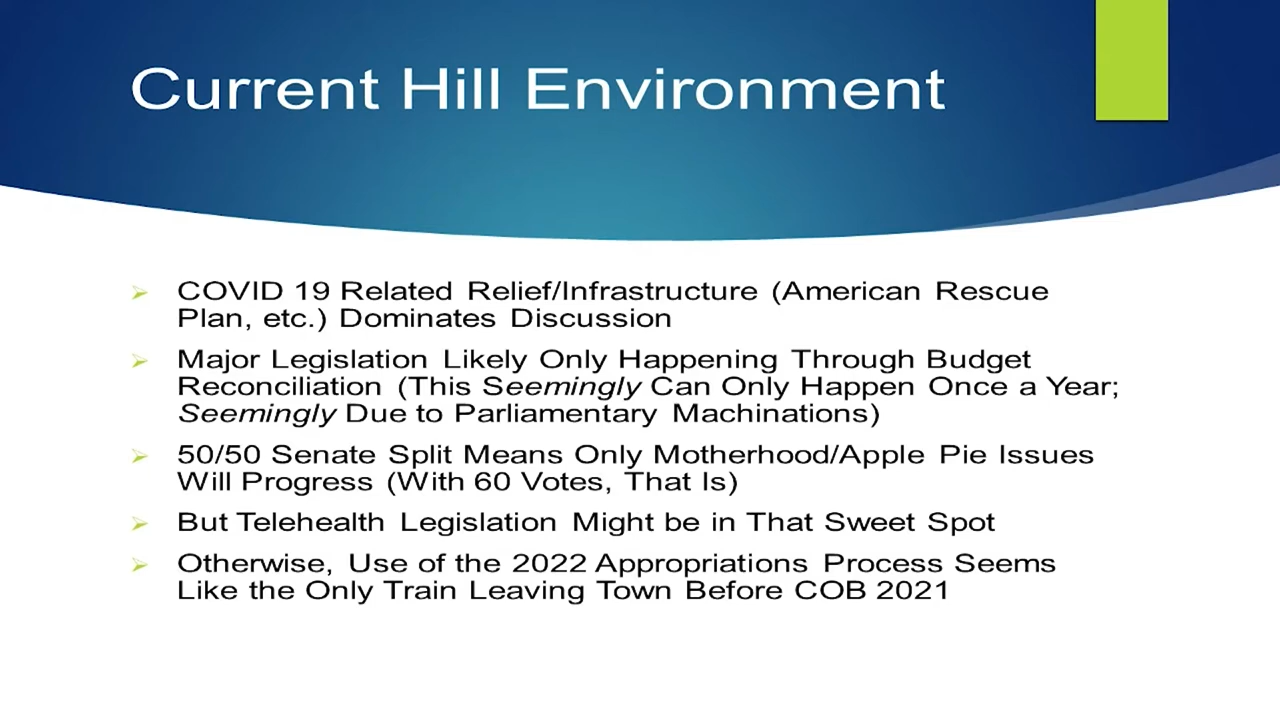 Current Hill Environment
COVID 19 Related Relief/Infrastructure (American Rescue
Plan, etc.) Dominates Discussion
Major Legislation Likely Only Happening Through Budget
Reconciliation (This Seemingly Can Only Happen Once a Year;
Seemingly Due to Parliamentary Machinations)
50/50 Senate Split Means Only Motherhood/Apple Pie Issues
Will Progress (With 60 Votes, That Is)
But Telehealth Legislation Might be in That Sweet Spot
Otherwise, Use of the 2022 Appropriations Process Seems
Like the Only Train Leaving Town Before COB 2021